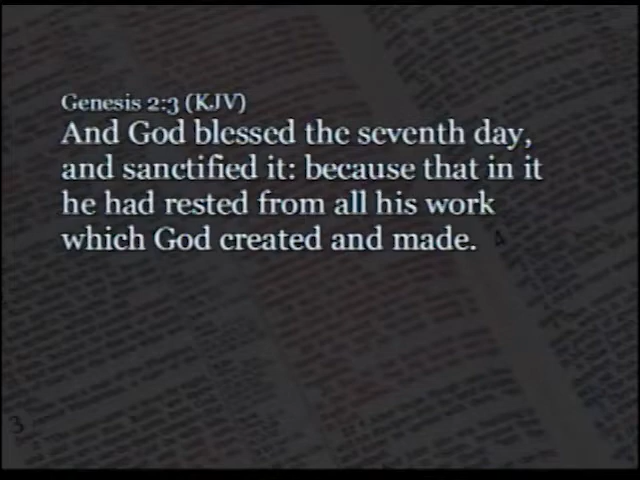 Genesis 2:3 (KJV)
And God blessed the seventh day,
and sanctified it: because that in it
he had rested from all his work
which God created and made.